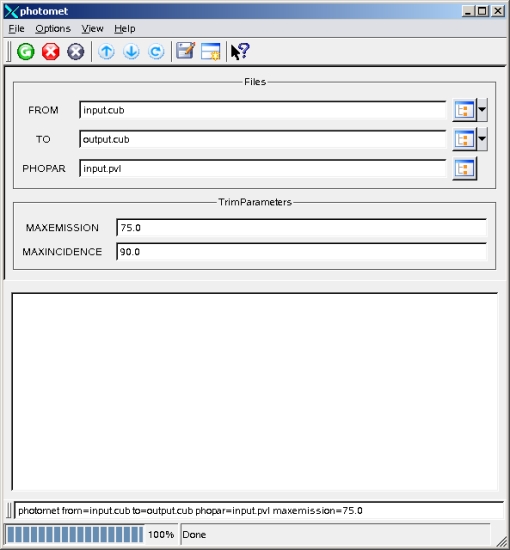 photomet
File Options View Help
Files
FROM input.cub
TO output.cub
PHOPAR input.pvl
TrimParameters
MAXEMISSION 75.0
MAXINCIDENCE 90.0
photomet from=input.cub to=output.cub phopar=input.pvl maxemission=75.0
100% Done